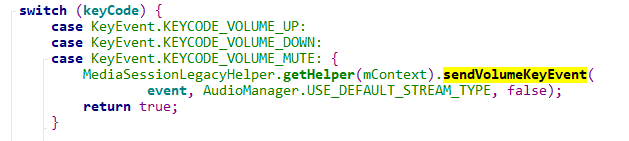 switch (keyCode) {
case KeyEvent.KEYCODE_VOLUME_UP:
case KeyEvent.KEYCODE_VOLUME_DOWN:
case KeyEvent.KEYCODE_VOLUME_MUTE: {
MediaSessionLegacyHelper.getHelper(mContext).sendVolumeKeyEvent(
event, AudioManager.USE_DEFAULT_STREAM_TYPE, false);
return true;
}